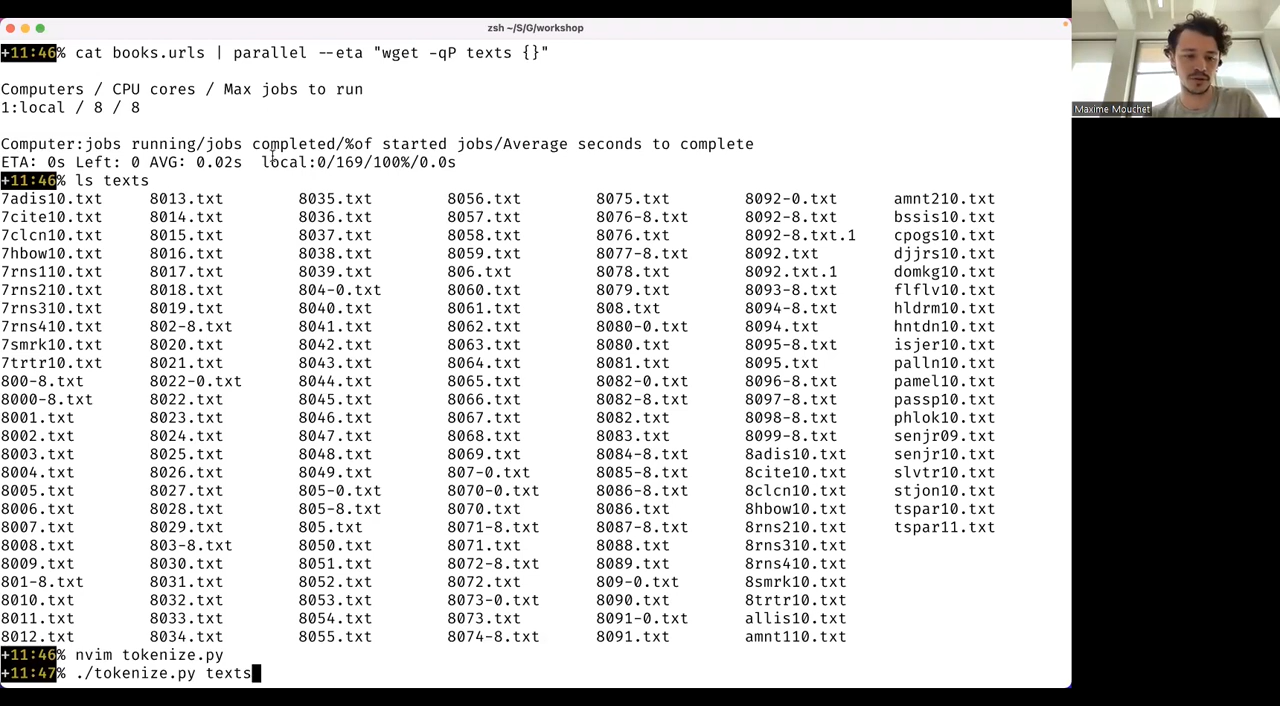 zsh ~/S/G/workshop
+11:46% cat books.urls | parallel --eta "wget -qP texts {}"
Computers / CPU cores / Max jobs to run
1:local / 8 / 8
Computer:jobs running/jobs completed/%of started jobs/Average seconds to complete
ETA: 0s Left: 0 AVG: 0.02s  local:0/169/100%/0.0s
+11:46% ls texts
7adis10.txt 8013.txt 8035.txt 8056.txt 8075.txt 8092-0.txt amnt210.txt
7cite10.txt 8014.txt 8036.txt 8057.txt 8076-8.txt 8092-8.txt bssis10.txt
7clcn10.txt 8015.txt 8037.txt 8058.txt 8076.txt 8092-8.txt.1 cpogs10.txt
7hbow10.txt 8016.txt 8038.txt 8059.txt 8077-8.txt 8092.txt djjrs10.txt
7rns110.txt 8017.txt 8039.txt 806.txt 8078.txt 8092.txt.1 domkg10.txt
7rns210.txt 8018.txt 804-0.txt 8060.txt 8079.txt 8093-8.txt flflv10.txt
7rns310.txt 8019.txt 8040.txt 8061.txt 808.txt 8094-8.txt hldrm10.txt
7rns410.txt 802-8.txt 8041.txt 8062.txt 8080-0.txt 8094.txt hntdn10.txt
7smrk10.txt 8020.txt 8042.txt 8063.txt 8080.txt 8095-8.txt isjer10.txt
7trtr10.txt 8021.txt 8043.txt 8064.txt 8081.txt 8095.txt palln10.txt
800-8.txt 8022-0.txt 8044.txt 8065.txt 8082-0.txt 8096-8.txt pamel10.txt
8000-8.txt 8022.txt 8045.txt 8066.txt 8082-8.txt 8097-8.txt passp10.txt
8001.txt 8023.txt 8046.txt 8067.txt 8082.txt 8098-8.txt phlok10.txt
8002.txt 8024.txt 8047.txt 8068.txt 8083.txt 8099-8.txt senjr09.txt
8003.txt 8025.txt 8048.txt 8069.txt 8084-8.txt 8adis10.txt senjr10.txt
8004.txt 8026.txt 8049.txt 807-0.txt 8085-8.txt 8cite10.txt slvtr10.txt
8005.txt 8027.txt 805-0.txt 8070-0.txt 8086-8.txt 8clcn10.txt stjon10.txt
8006.txt 8028.txt 805-8.txt 8070.txt 8086.txt 8hbow10.txt tspar10.txt
8007.txt 8029.txt 805.txt 8071-8.txt 8087-8.txt 8rns210.txt tspar11.txt
8008.txt 803-8.txt 8050.txt 8071.txt 8088.txt 8rns310.txt
8009.txt 8030.txt 8051.txt 8072-8.txt 8089.txt 8rns410.txt
801-8.txt 8031.txt 8052.txt 8072.txt 809-0.txt 8smrk10.txt
8010.txt 8032.txt 8053.txt 8073-0.txt 8090.txt 8trtr10.txt
8011.txt 8033.txt 8054.txt 8073.txt 8091-0.txt allis10.txt
8012.txt 8034.txt 8055.txt 8074-8.txt 8091.txt amnt110.txt
+11:46% nvim tokenize.py
+11:47% ./tokenize.py texts
Maxime Mouchet